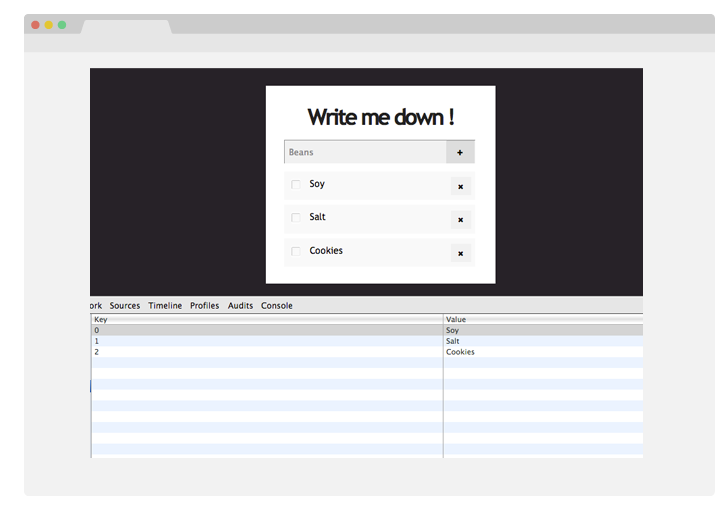 Write me down !
Beans +
Soy ✖
Salt ✖
Cookies ✖
ork Sources Timeline Profiles Audits Console
Key Value
0 Soy
1 Salt
2 Cookies